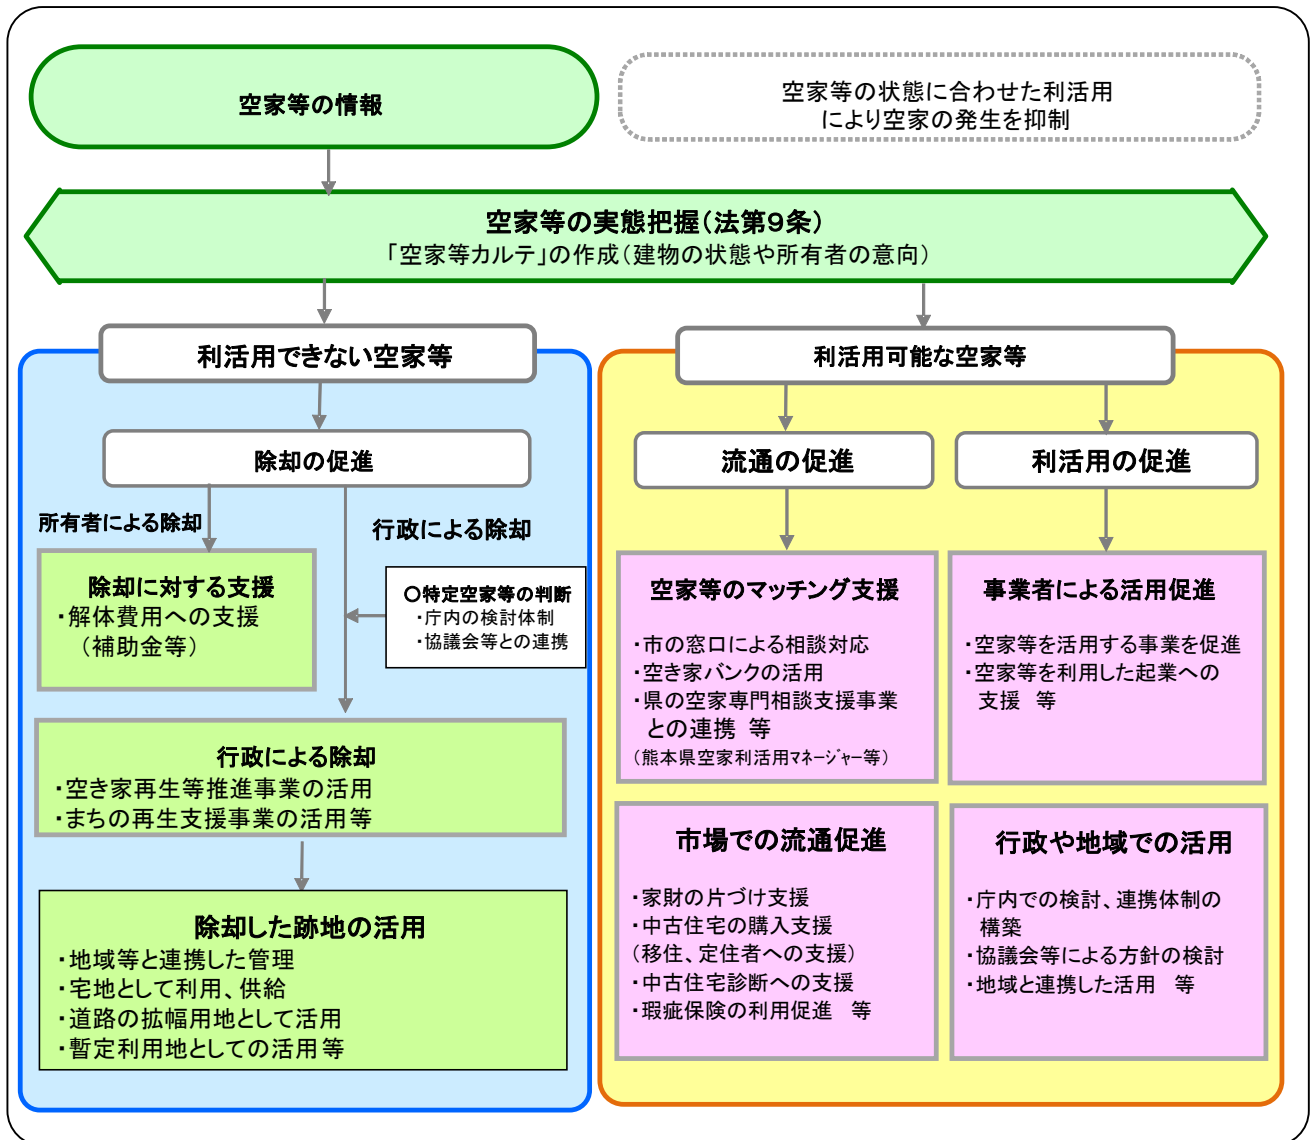 空家等の情報
空家等の状態に合わせた利活用
により空家の発生を抑制
空家等の実態把握(法第9条)
「空家等カルテ」の作成(建物の状態や所有者の意向)
利活用できない空家等
除却の促進
所有者による除却
行政による除却
除却に対する支援
・解体費用への支援
(補助金等)
〇特定空家等の判断
・庁内の検討体制
・協議会等との連携
行政による除却
・空き家再生等推進事業の活用
・まちの再生支援事業の活用等
除却した跡地の活用
・地域等と連携した管理
・宅地として利用、供給
・道路の拡幅用地として活用
・暫定利用地としての活用等
利活用可能な空家等
流通の促進
利活用の促進
空家等のマッチング支援
・市の窓口による相談対応
・空き家バンクの活用
・県の空家専門相談支援事業
との連携 等
(熊本県空家利活用マネージャー等)
事業者による活用促進
・空家等を活用する事業を促進
・空家等を利用した起業への
支援 等
市場での流通促進
・家財の片づけ支援
・中古住宅の購入支援
(移住、定住者への支援)
・中古住宅診断への支援
・瑕疵保険の利用促進 等
行政や地域での活用
・庁内での検討、連携体制の
構築
・協議会等による方針の検討
・地域と連携した活用 等